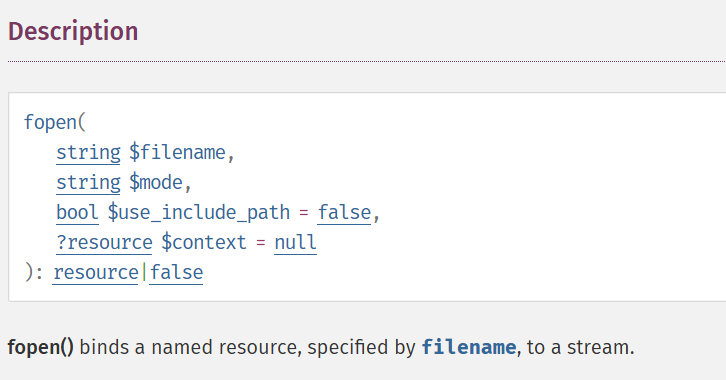 Description
fopen(
string $filename,
string $mode,
bool $use_include_path = false,
?resource $context = null
): resource|false
fopen() binds a named resource, specified by filename, to a stream.